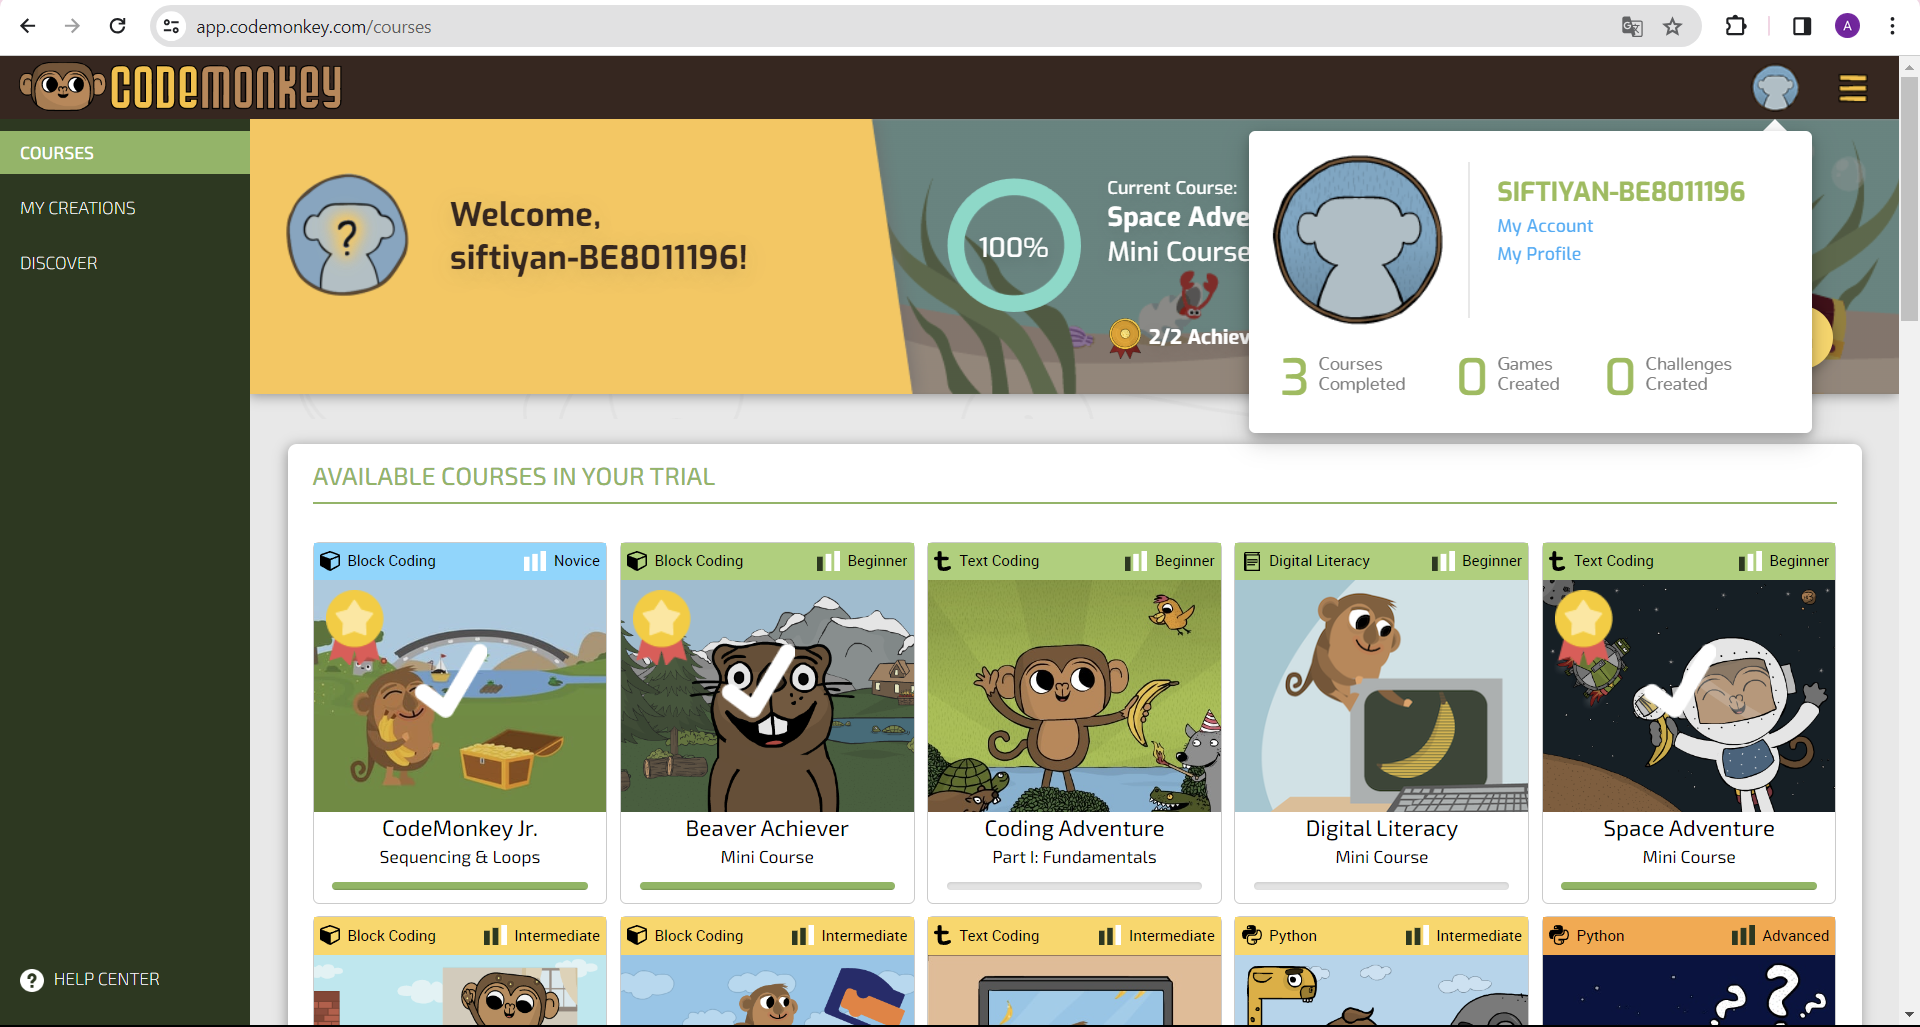 app.codemonkey.com/courses
A
CODEMONKEY
COURSES
MY CREATIONS
DISCOVER
HELP CENTER
Welcome,
siftiyan-BE8011196!
100%
Current Course:
Space Adve
Mini Course
2/2 Achiev
SIFTIYAN-BE8011196
My Account
My Profile
3 Courses Completed
0 Games Created
0 Challenges Created
AVAILABLE COURSES IN YOUR TRIAL
Block Coding Novice
CodeMonkey Jr.
Sequencing & Loops
Block Coding Beginner
Beaver Achiever
Mini Course
Text Coding Beginner
Coding Adventure
Part I: Fundamentals
Digital Literacy Beginner
Digital Literacy
Mini Course
Text Coding Beginner
Space Adventure
Mini Course
Block Coding Intermediate
Block Coding Intermediate
Text Coding Intermediate
Python Intermediate
Python Advanced